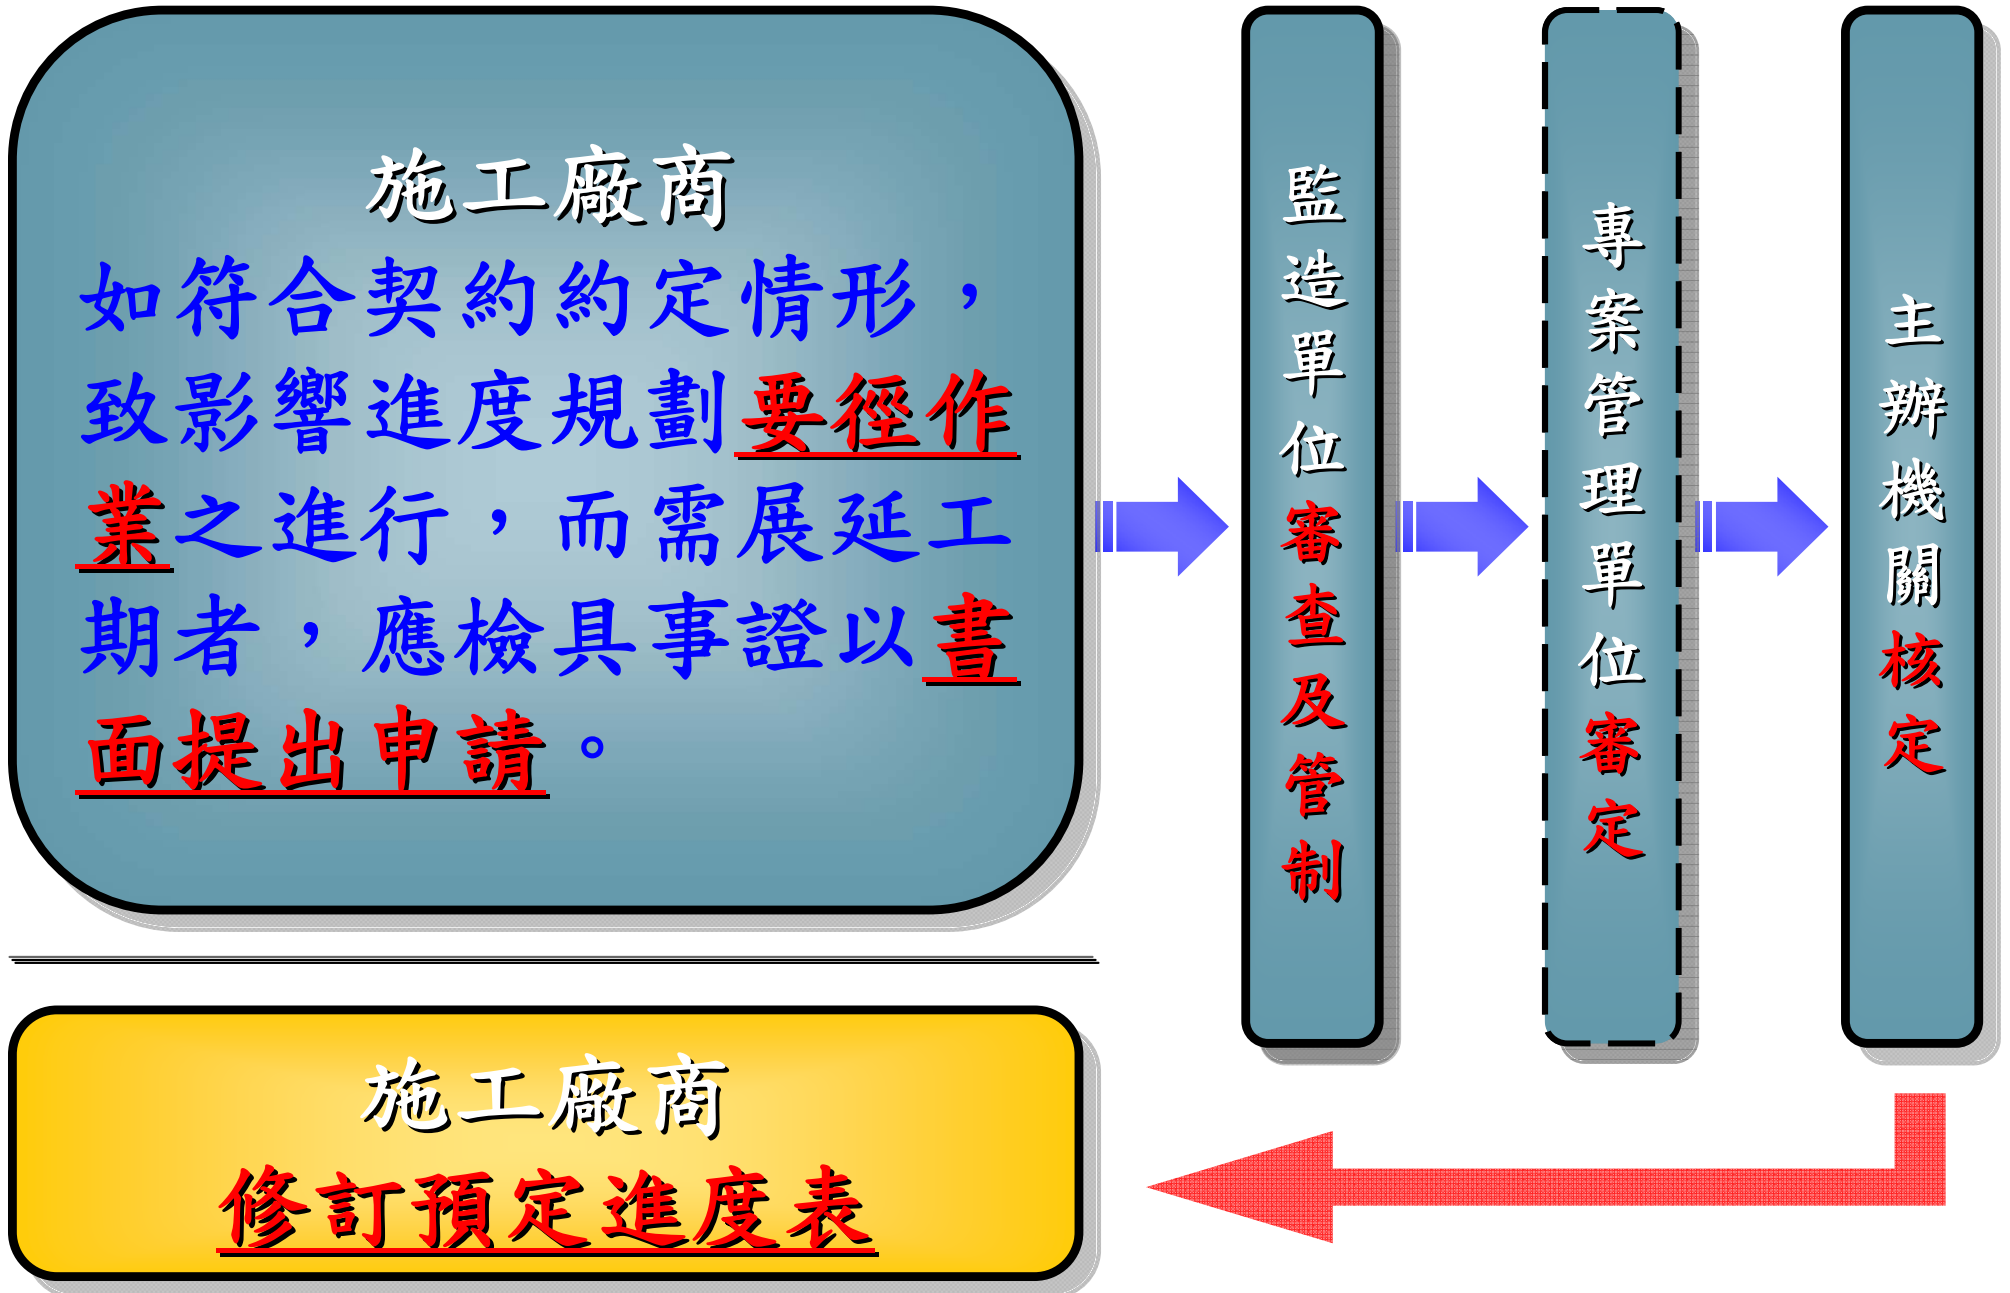 施工廠商
如符合契約約定情形，
致影響進度規劃要徑作
業之進行，而需展延工
期者，應檢具事證以書
面提出申請。
監造單位審查及管制
專案管理單位審定
主辦機關核定
施工廠商
修訂預定進度表